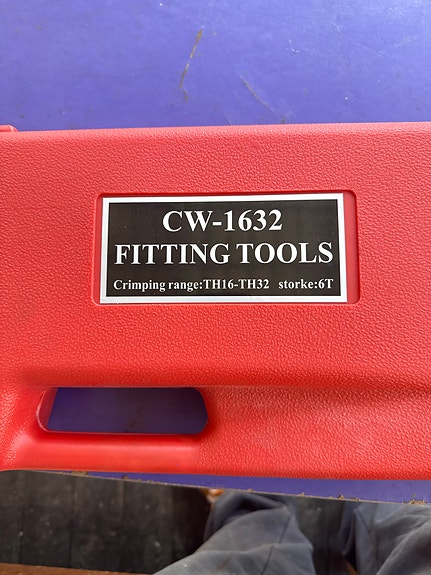 CW-1632
FITTING TOOLS
Crimping range:TH16-TH32 storke:6T